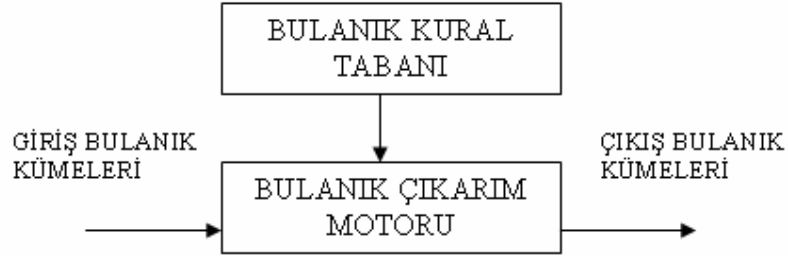 BULANIK KURAL
TABANI
GİRİŞ BULANIK
KÜMELERİ
ÇIKIŞ BULANIK
KÜMELERİ
BULANIK ÇIKARIM
MOTORU